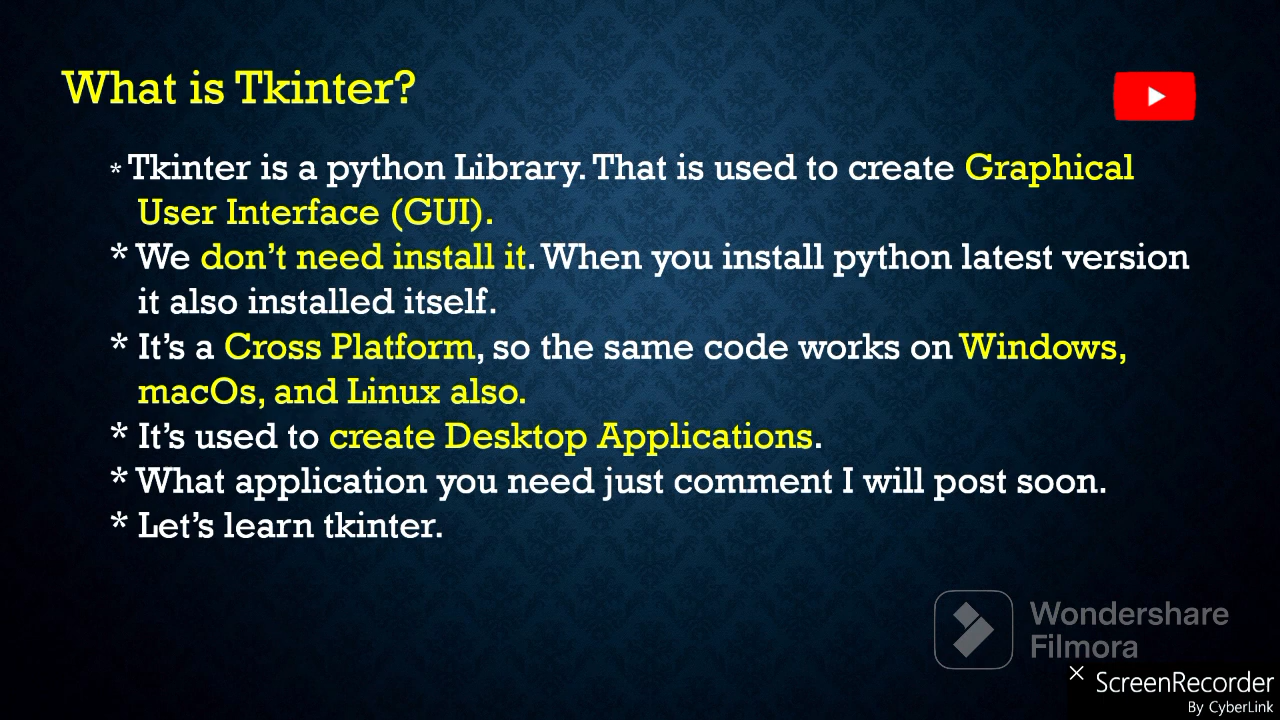 What is Tkinter?
* Tkinter is a python Library. That is used to create Graphical
User Interface (GUI).
* We don't need install it. When you install python latest version
it also installed itself.
* It's a Cross Platform, so the same code works on Windows,
macOs, and Linux also.
* It's used to create Desktop Applications.
* What application you need just comment I will post soon.
* Let's learn tkinter.
Wondershare
Filmora
ScreenRecorder
By CyberLink